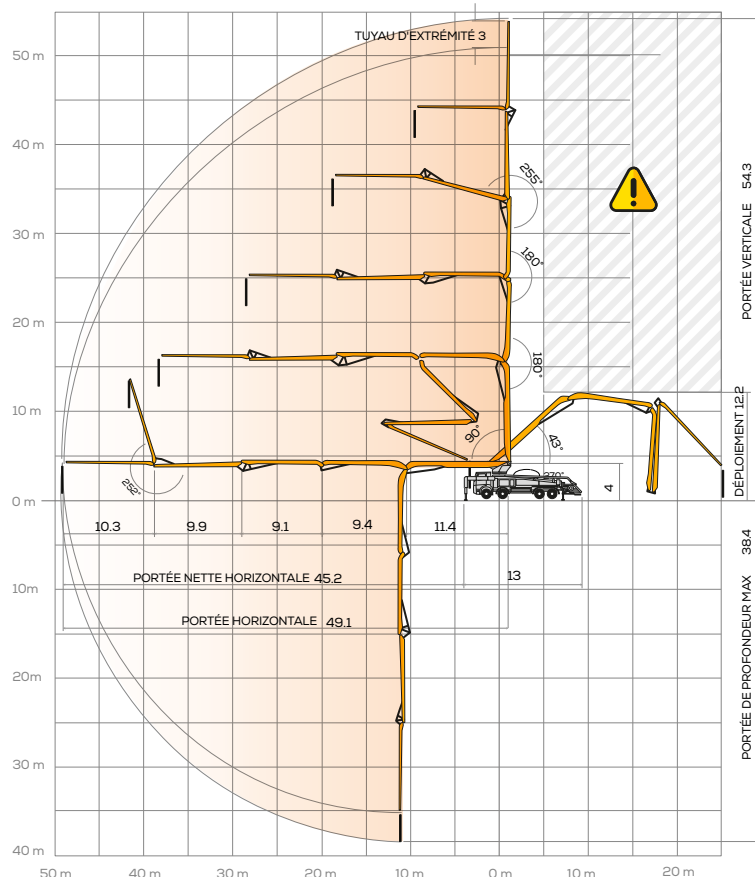 TUYAU D'EXTRÉMITÉ 3
50 m
40 m
30 m
20 m
10 m
0 m
10m
20 m
30 m
40 m
255°
180°
180°
90°
43°
270°
252°
4
10.3
9.9
9.1
9.4
11.4
PORTÉE NETTE HORIZONTALE 45.2
13
PORTÉE HORIZONTALE 49.1
PORTÉE VERTICALE 54.3
DÉPLOIEMENT 12.2
PORTÉE DE PROFONDEUR MAX 38.4
50 m
40 m
30 m
20 m
10 m
0 m
10 m
20 m